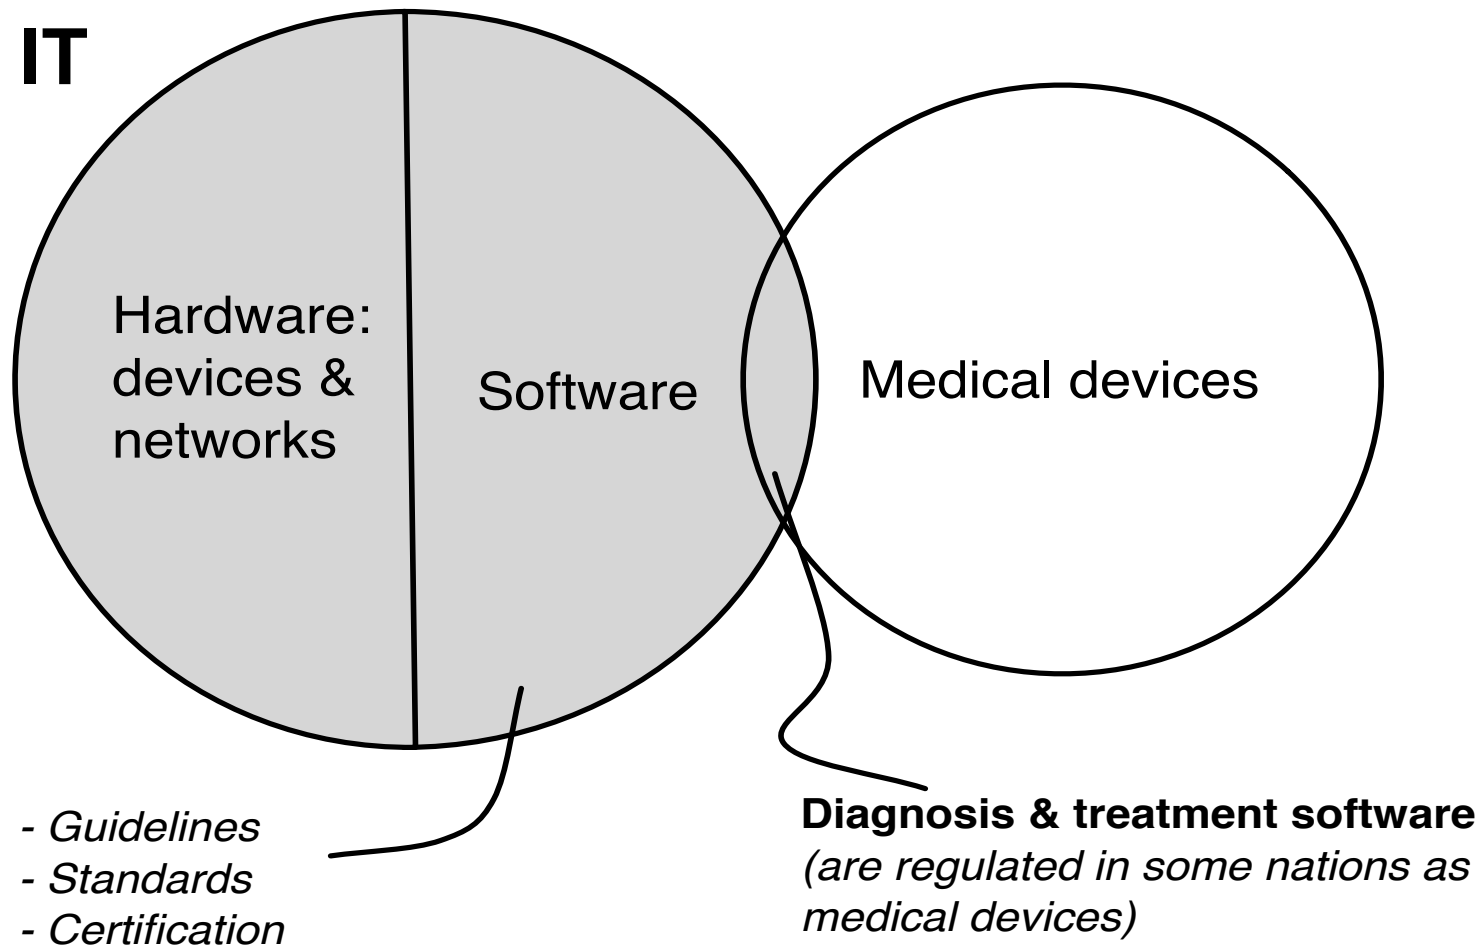 IT
Hardware:
devices &
networks
Software
Medical devices
- Guidelines
- Standards
- Certification
Diagnosis & treatment software
(are regulated in some nations as
medical devices)